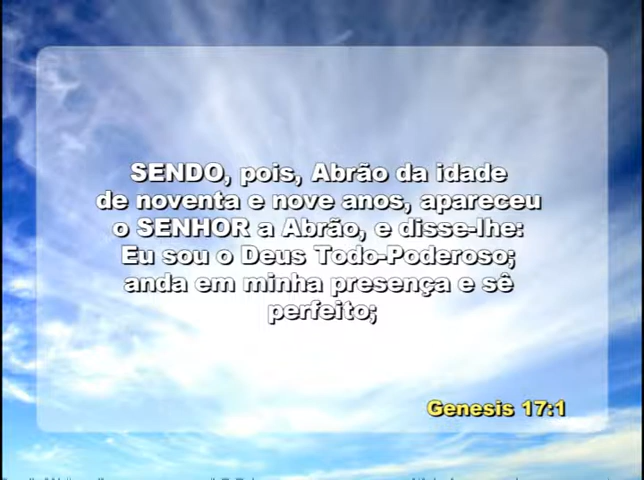 SENDO, pois, Abrão da idade
de noventa e nove anos, apareceu
o SENHOR a Abrão, e disse-lhe:
Eu sou o Deus Todo-Poderoso;
anda em minha presença e sê
perfeito;
Genesis 17:1